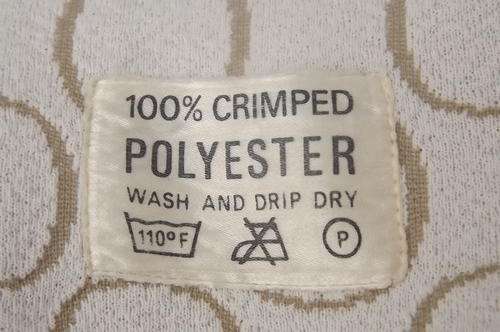 100% CRIMPED
POLYESTER
WASH AND DRIP DRY
110°F P